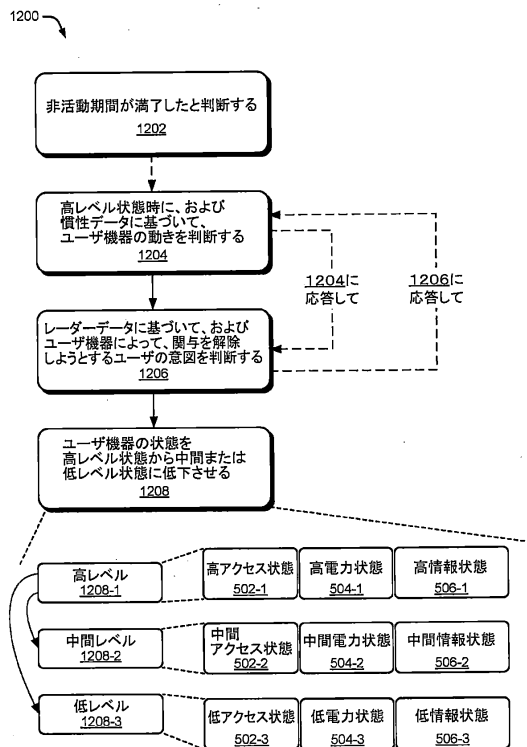 1200
非活動期間が満了したと判断する
1202
高レベル状態時に、および
慣性データに基づいて、
ユーザ機器の動きを判断する
1204
1204に
応答して
1206に
応答して
レーダーデータに基づいて、および
ユーザ機器によって、関与を解除
しようとするユーザの意図を判断する
1206
ユーザ機器の状態を
高レベル状態から中間または
低レベル状態に低下させる
1208
高レベル
1208-1
高アクセス状態
502-1
高電力状態
504-1
高情報状態
506-1
中間レベル
1208-2
中間
アクセス状態
502-2
中間電力状態
504-2
中間情報状態
506-2
低レベル
1208-3
低アクセス状態
502-3
低電力状態
504-3
低情報状態
506-3